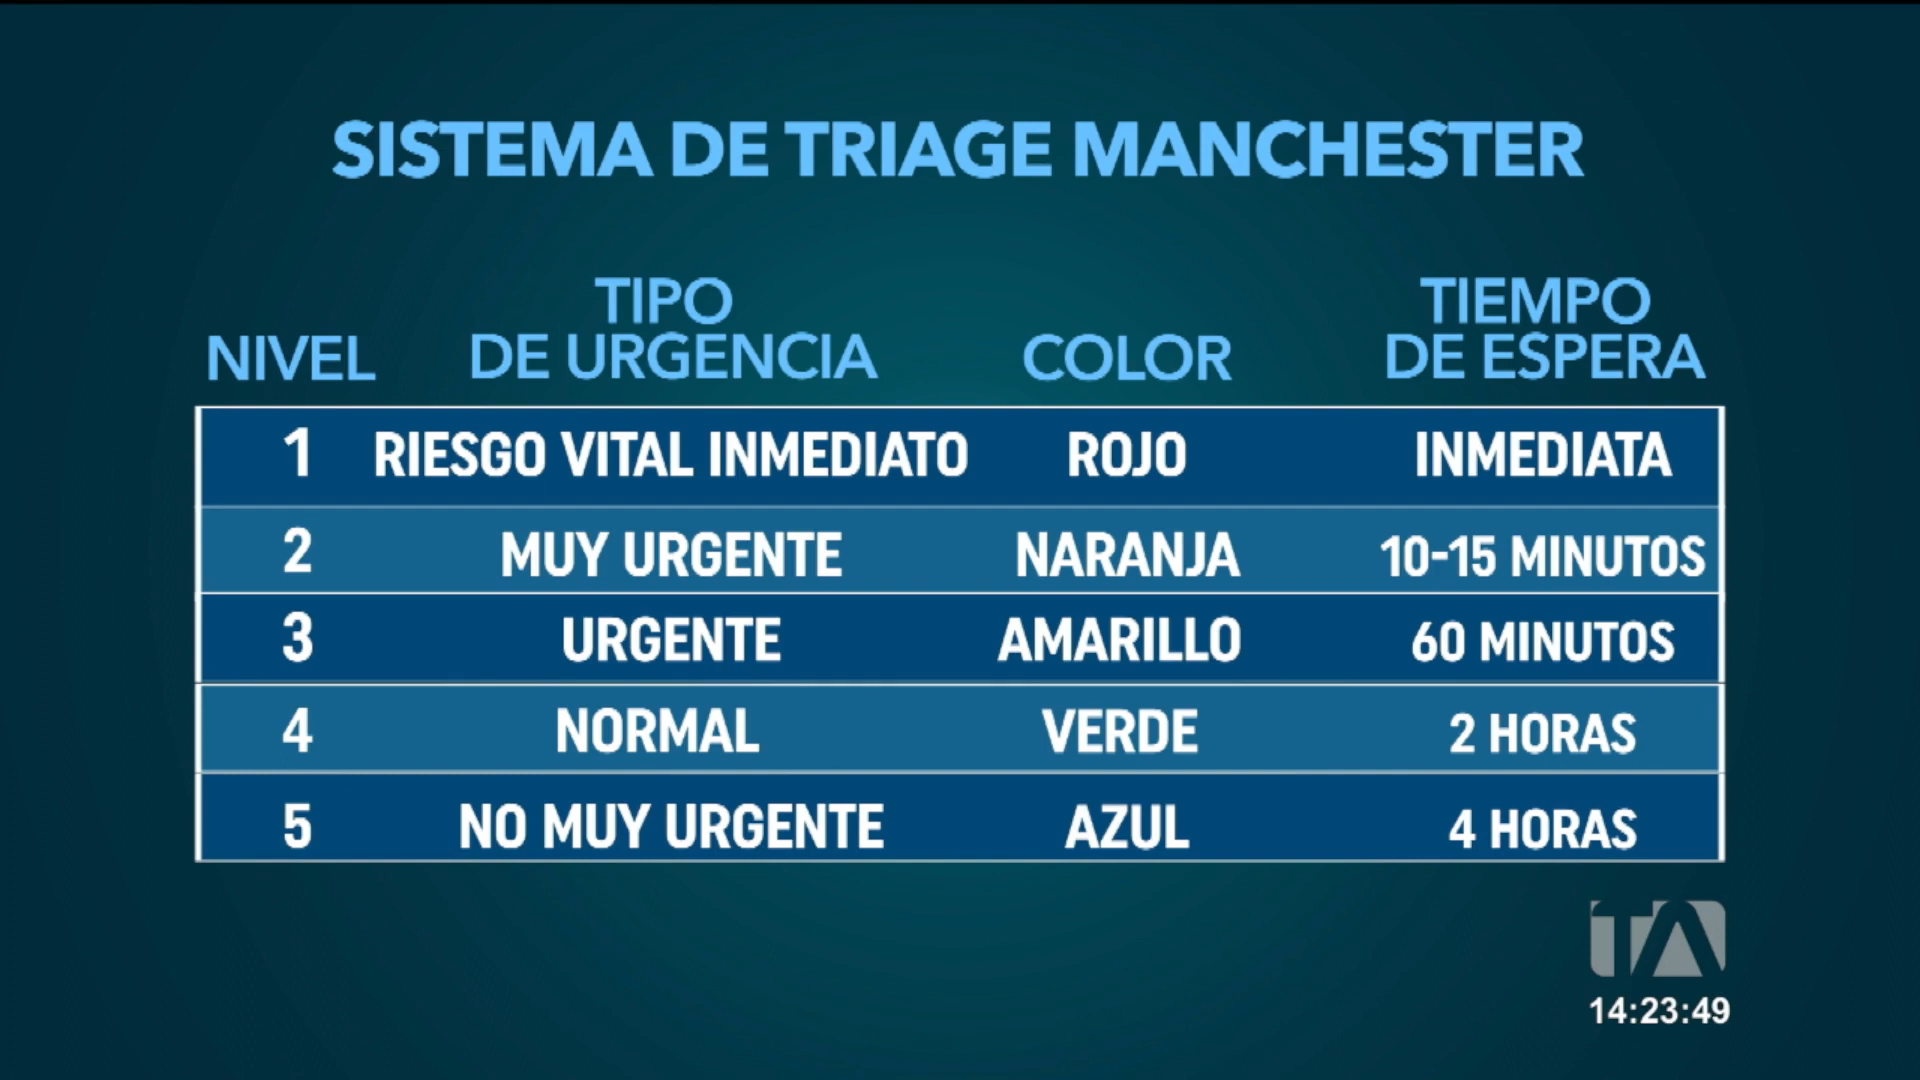 SISTEMA DE TRIAGE MANCHESTER
NIVEL TIPO DE URGENCIA COLOR TIEMPO DE ESPERA
1 RIESGO VITAL INMEDIATO ROJO INMEDIATA
2 MUY URGENTE NARANJA 10-15 MINUTOS
3 URGENTE AMARILLO 60 MINUTOS
4 NORMAL VERDE 2 HORAS
5 NO MUY URGENTE AZUL 4 HORAS
TA
14:23:49